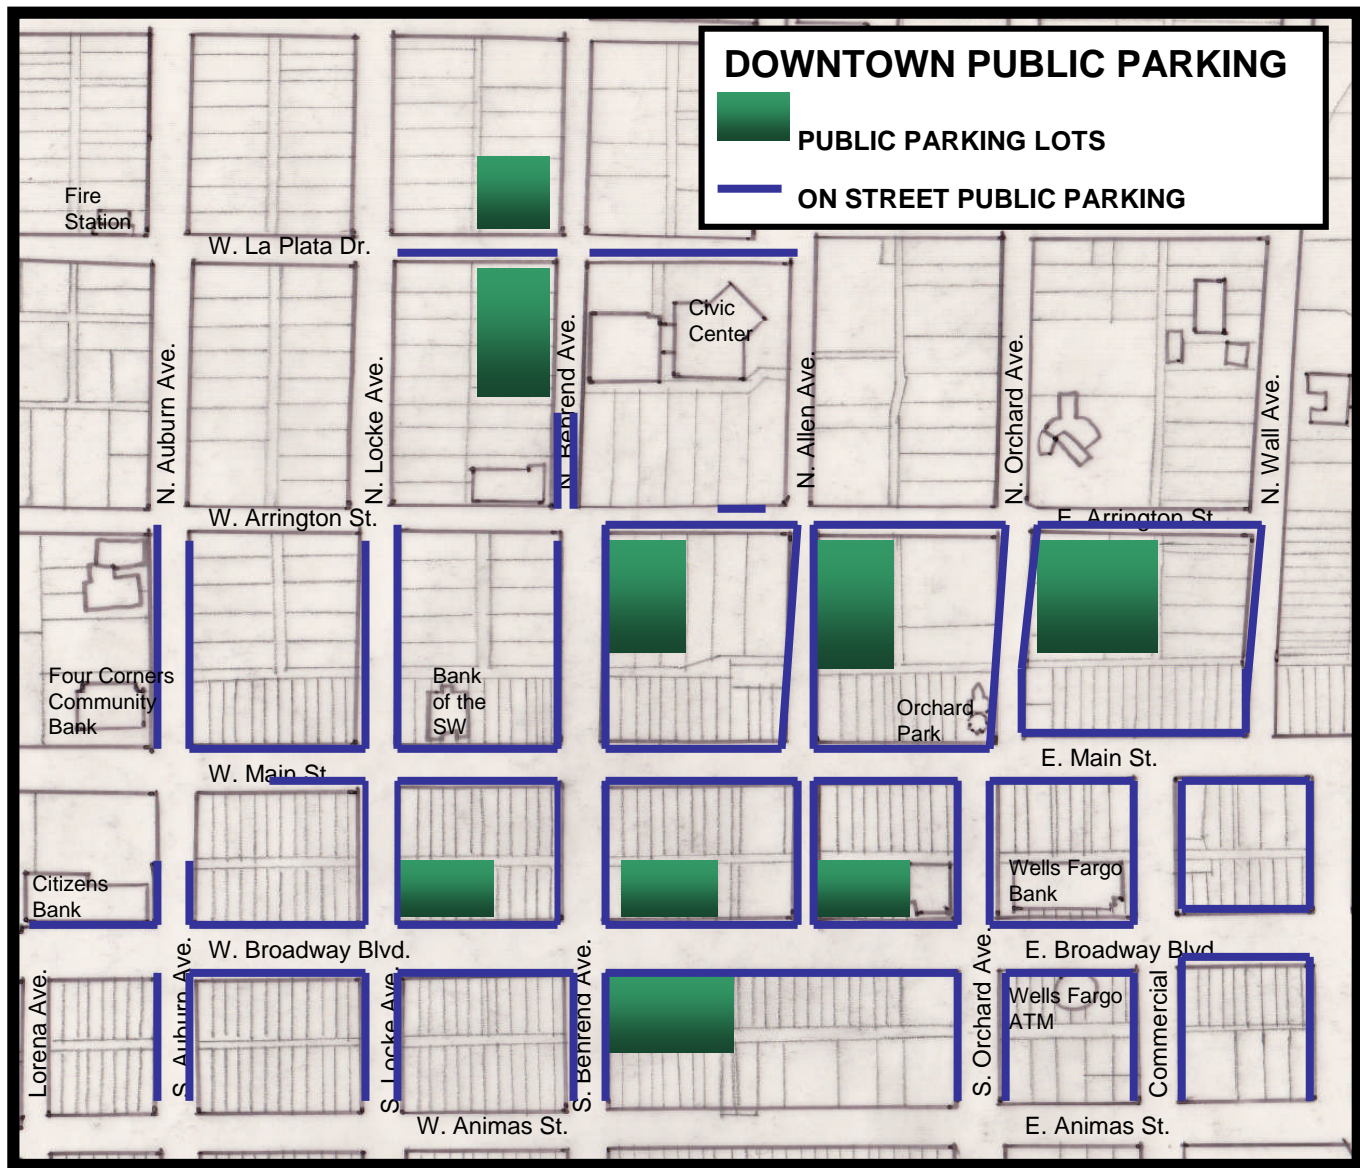 DOWNTOWN PUBLIC PARKING
PUBLIC PARKING LOTS
ON STREET PUBLIC PARKING
Fire
Station
W. La Plata Dr.
Civic
Center
N. Auburn Ave.
N. Locke Ave.
N. Behrend Ave.
N. Allen Ave.
N. Orchard Ave.
N. Wall Ave.
W. Arrington St.
E. Arrington St.
Four Corners
Community
Bank
Bank
of the
SW
Orchard
Park
W. Main St.
E. Main St.
Citizens
Bank
Wells Fargo
Bank
W. Broadway Blvd.
E. Broadway Blvd.
Lorena Ave.
S. Auburn Ave.
S. Locke Ave.
S. Behrend Ave.
S. Orchard Ave.
Wells Fargo
ATM
Commercial
W. Animas St.
E. Animas St.